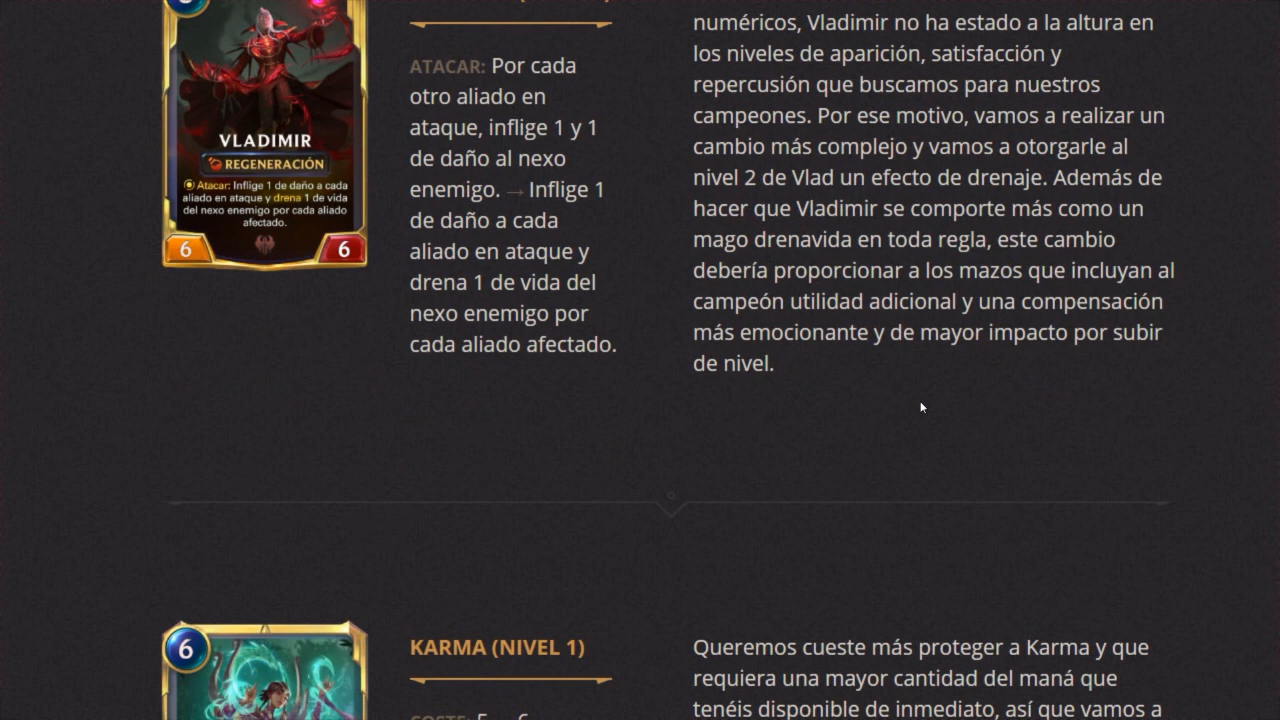 VLADIMIR
REGENERACIÓN
Atacar: Inflige 1 de daño a cada
aliado en ataque y drena 1 de vida
del nexo enemigo por cada aliado
afectado.
6 6
ATACAR: Por cada
otro aliado en
ataque, inflige 1 y 1
de daño al nexo
enemigo. → Inflige 1
de daño a cada
aliado en ataque y
drena 1 de vida del
nexo enemigo por
cada aliado afectado.
numéricos, Vladimir no ha estado a la altura en
los niveles de aparición, satisfacción y
repercusión que buscamos para nuestros
campeones. Por ese motivo, vamos a realizar un
cambio más complejo y vamos a otorgarle al
nivel 2 de Vlad un efecto de drenaje. Además de
hacer que Vladimir se comporte más como un
mago drenavida en toda regla, este cambio
debería proporcionar a los mazos que incluyan al
campeón utilidad adicional y una compensación
más emocionante y de mayor impacto por subir
de nivel.
6
KARMA (NIVEL 1)
Queremos cueste más proteger a Karma y que
requiera una mayor cantidad del maná que
tenéis disponible de inmediato, así que vamos a